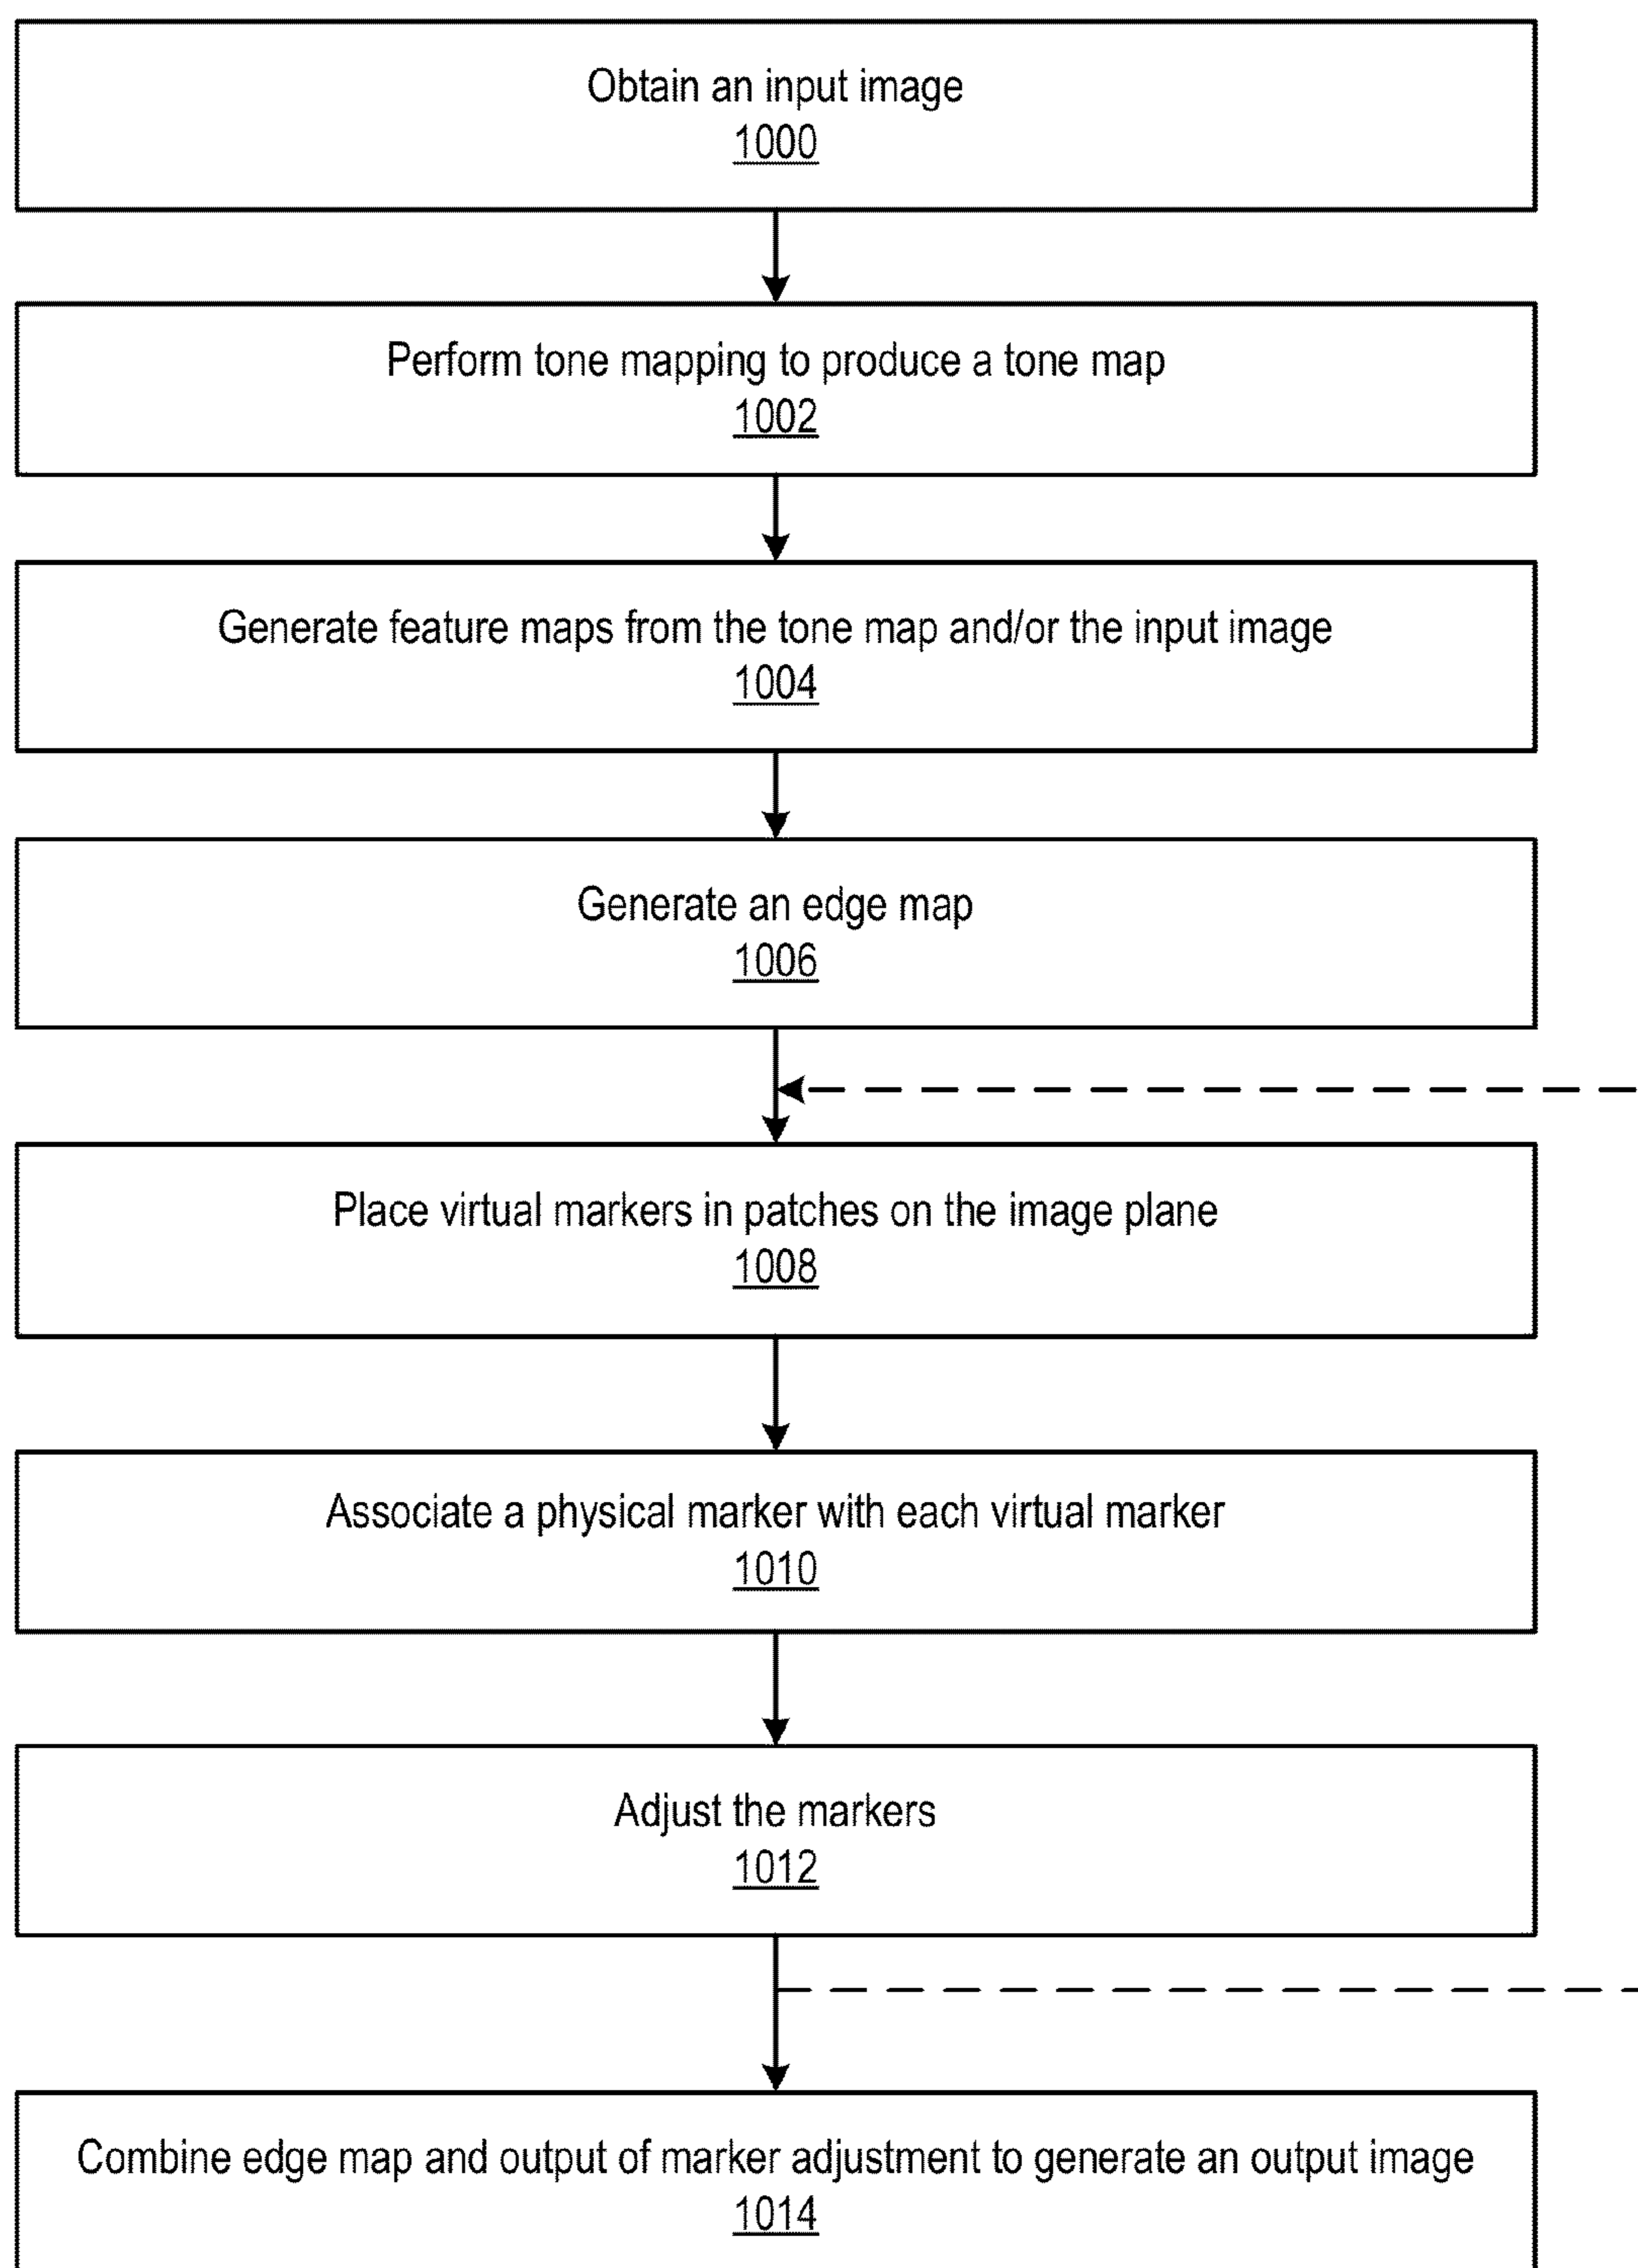 Obtain an input image
1000
Perform tone mapping to produce a tone map
1002
Generate feature maps from the tone map and/or the input image
1004
Generate an edge map
1006
Place virtual markers in patches on the image plane
1008
Associate a physical marker with each virtual marker
1010
Adjust the markers
1012
Combine edge map and output of marker adjustment to generate an output image
1014